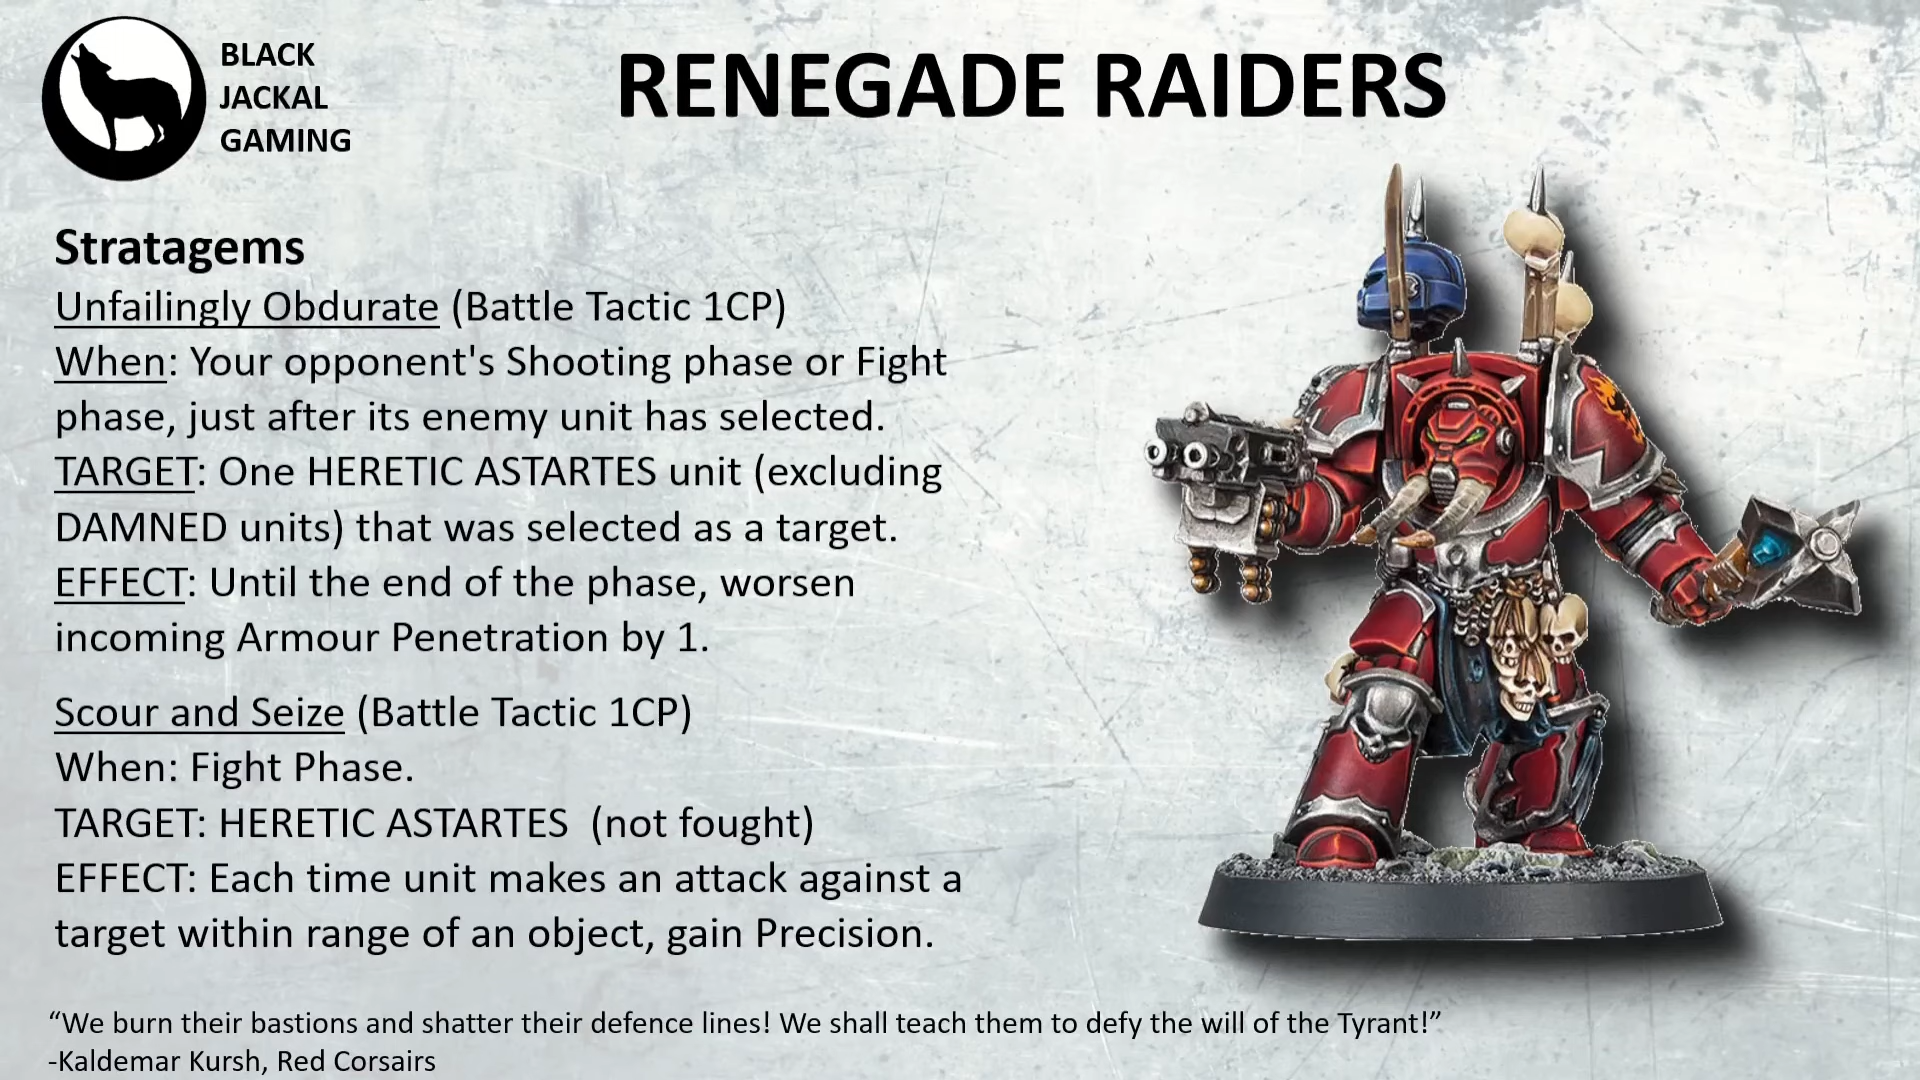 BLACK
JACKAL
GAMING
RENEGADE RAIDERS
Stratagems
Unfailingly Obdurate (Battle Tactic 1CP)
When: Your opponent's Shooting phase or Fight
phase, just after its enemy unit has selected.
TARGET: One HERETIC ASTARTES unit (excluding
DAMNED units) that was selected as a target.
EFFECT: Until the end of the phase, worsen
incoming Armour Penetration by 1.
Scour and Seize (Battle Tactic 1CP)
When: Fight Phase.
TARGET: HERETIC ASTARTES  (not fought)
EFFECT: Each time unit makes an attack against a
target within range of an object, gain Precision.
“We burn their bastions and shatter their defence lines! We shall teach them to defy the will of the Tyrant!”
-Kaldemar Kursh, Red Corsairs